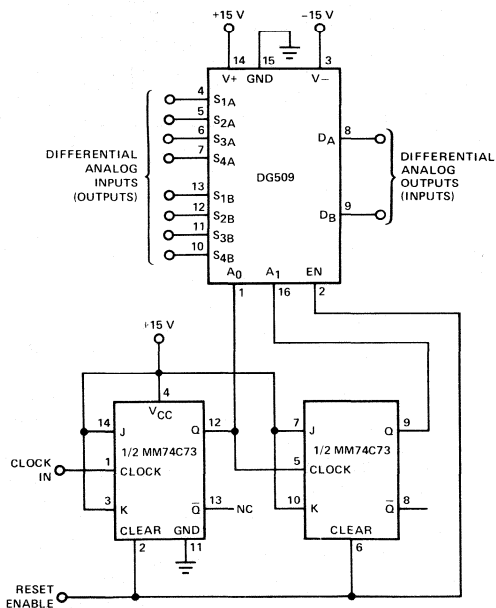 +15 V
-15 V
14
15
3
V+
GND
V-
4
S1A
5
S2A
6
S3A
7
S4A
13
S1B
12
S2B
11
S3B
10
S4B
DIFFERENTIAL
ANALOG
INPUTS
(OUTPUTS)
DG509
DA
8
DB
9
DIFFERENTIAL
ANALOG
OUTPUTS
(INPUTS)
A0
A1
EN
1
16
2
+15 V
4
VCC
14
J
Q
12
1/2 MM74C73
CLOCK
IN
1
CLOCK
3
K
Q̅
13
NC
CLEAR
GND
2
11
7
J
Q
9
1/2 MM74C73
5
CLOCK
10
K
Q̅
8
CLEAR
6
RESET
ENABLE